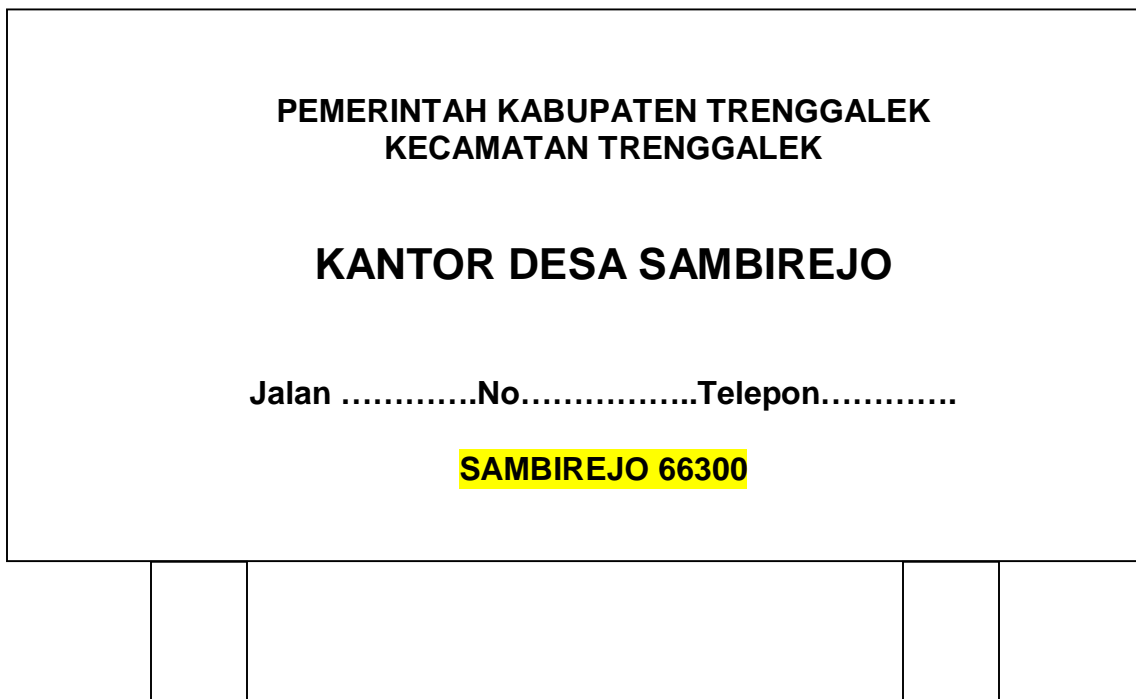 PEMERINTAH KABUPATEN TRENGGALEK
KECAMATAN TRENGGALEK
KANTOR DESA SAMBIREJO
Jalan ………….No……………..Telepon………….
SAMBIREJO 66300